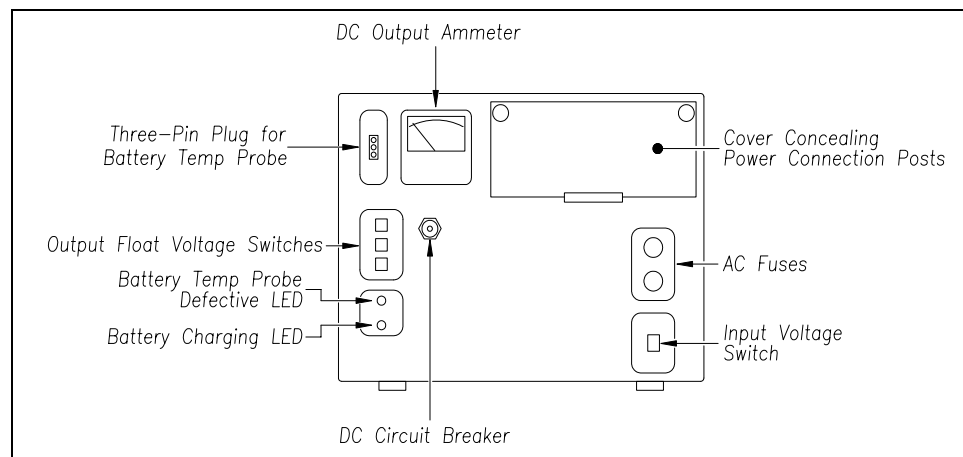 DC Output Ammeter
Three-Pin Plug for
Battery Temp Probe
Cover Concealing
Power Connection Posts
Output Float Voltage Switches
AC Fuses
Battery Temp Probe
Defective LED
Battery Charging LED
Input Voltage
Switch
DC Circuit Breaker